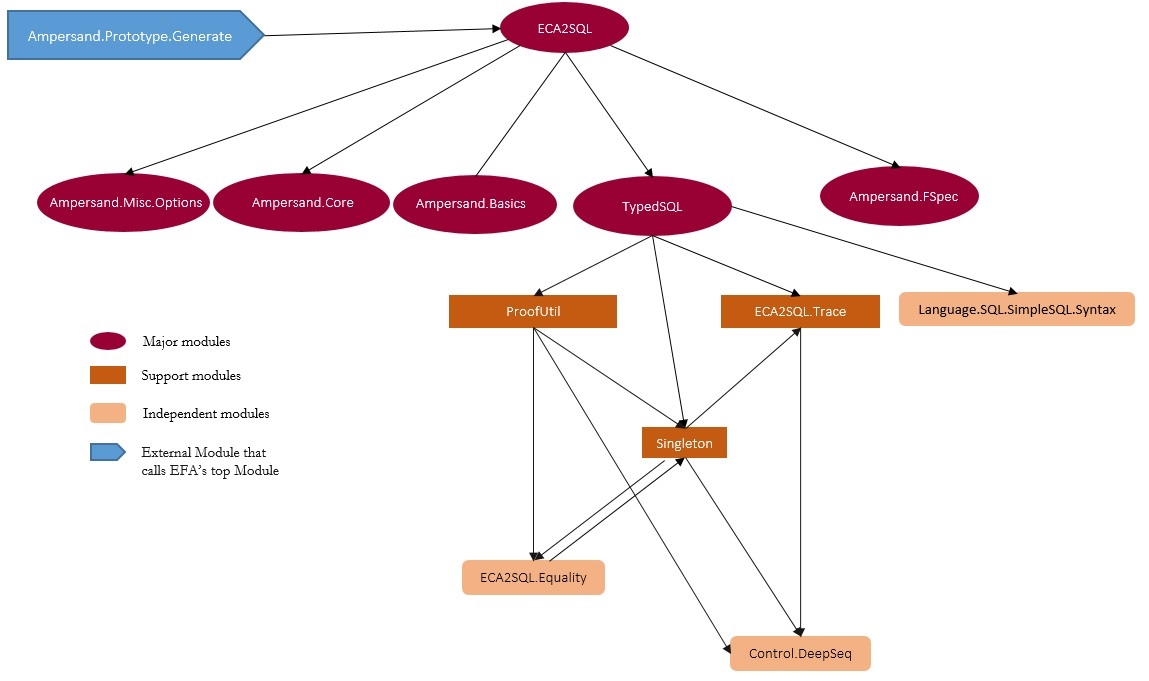 Ampersand.Prototype.Generate
ECA2SQL
Ampersand.Misc.Options
Ampersand.Core
Ampersand.Basics
TypedSQL
Ampersand.FSpec
ProofUtil
ECA2SQL.Trace
Language.SQL.SimpleSQL.Syntax
Major modules
Support modules
Independent modules
External Module that
calls EFA's top Module
Singleton
ECA2SQL.Equality
Control.DeepSeq